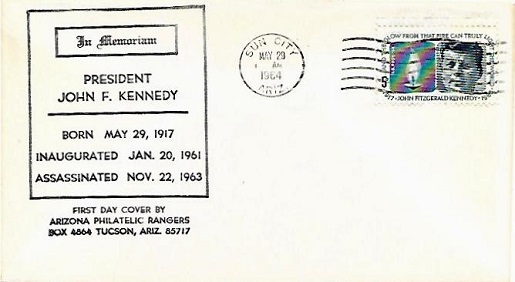 In Memoriam
PRESIDENT
JOHN F. KENNEDY
BORN MAY 29, 1917
INAUGURATED JAN. 20, 1961
ASSASSINATED NOV. 22, 1963
FIRST DAY COVER BY
ARIZONA PHILATELIC RANGERS
BOX 4864 TUCSON, ARIZ. 85717
SUN CITY
MAY 29
AM
1964
ARIZ.
GLOW FROM THAT FIRE CAN TRULY
5
JOHN FITZGERALD KENNEDY